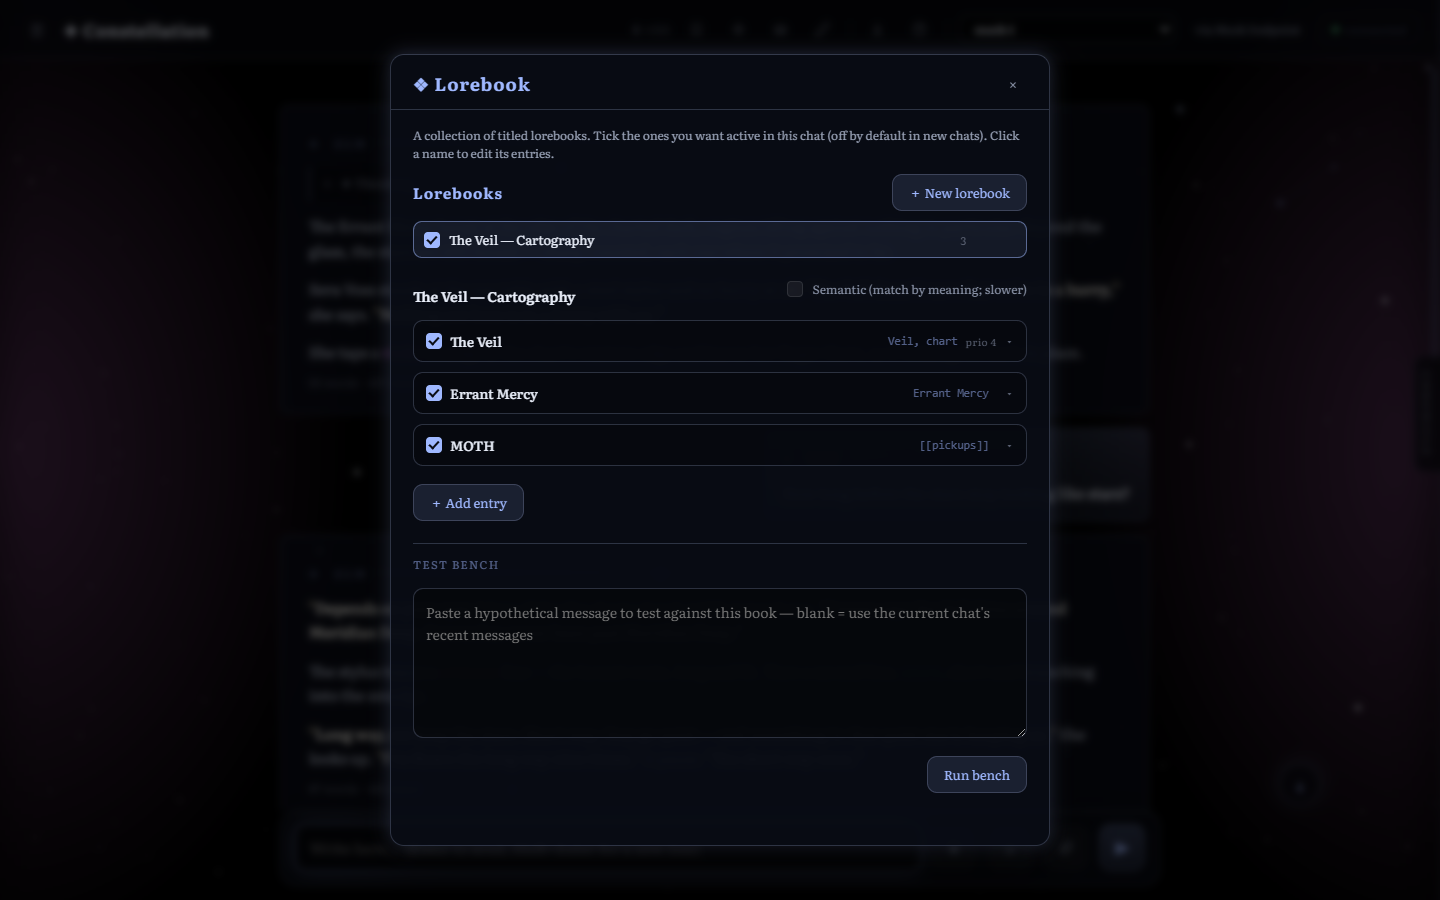 Constellation
❖ Lorebook
×
A collection of titled lorebooks. Tick the ones you want active in this chat (off by default in new chats). Click
a name to edit its entries.
Lorebooks
+ New lorebook
The Veil — Cartography
3
The Veil — Cartography
Semantic (match by meaning; slower)
The Veil
Veil, chart prio 4
Errant Mercy
Errant Mercy
MOTH
[[pickups]]
+ Add entry
TEST BENCH
Paste a hypothetical message to test against this book — blank = use the current chat's
recent messages
Run bench